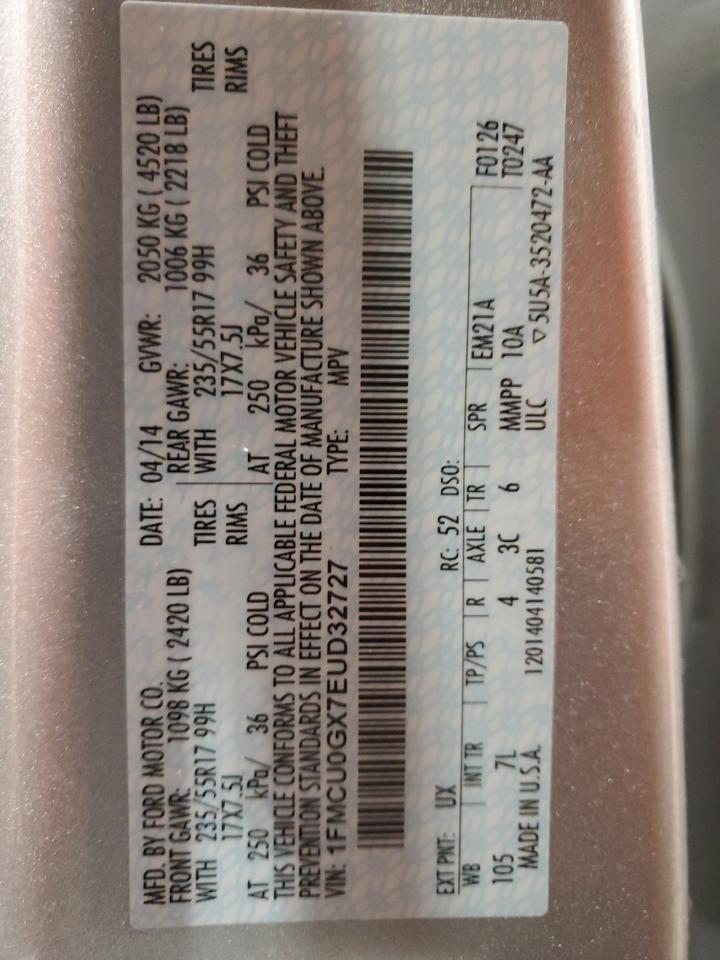 MFD. BY FORD MOTOR CO. DATE: 04/14 GVWR: 2050 KG ( 4520 LB)
FRONT GAWR: 1098 KG ( 2420 LB) REAR GAWR: 1006 KG ( 2218 LB)
WITH 235/55R17 99H TIRES WITH 235/55R17 99H TIRES
17X7.5J RIMS 17X7.5J RIMS
AT 250 kPa/ 36 PSI COLD AT 250 kPa/ 36 PSI COLD
THIS VEHICLE CONFORMS TO ALL APPLICABLE FEDERAL MOTOR VEHICLE SAFETY AND THEFT
PREVENTION STANDARDS IN EFFECT ON THE DATE OF MANUFACTURE SHOWN ABOVE.
VIN: 1FMCU0GX7EUD32727 TYPE: MPV
EXT PNT: UX RC: 52 DSO:
WB INT TR TP/PS R AXLE TR SPR EM21A F0126
105 7L 4 3C 6 MMPP 10A T0247
MADE IN U.S.A. 1201404140581 ULC ▽ 5U5A-3520472-AA